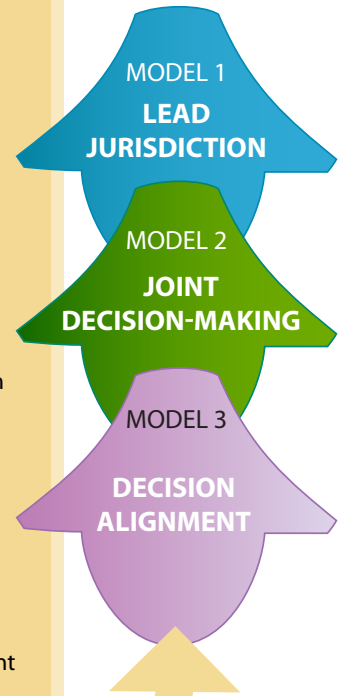 MODEL 1
LEAD
JURISDICTION
MODEL 2
JOINT
DECISION-MAKING
MODEL 3
DECISION
ALIGNMENT